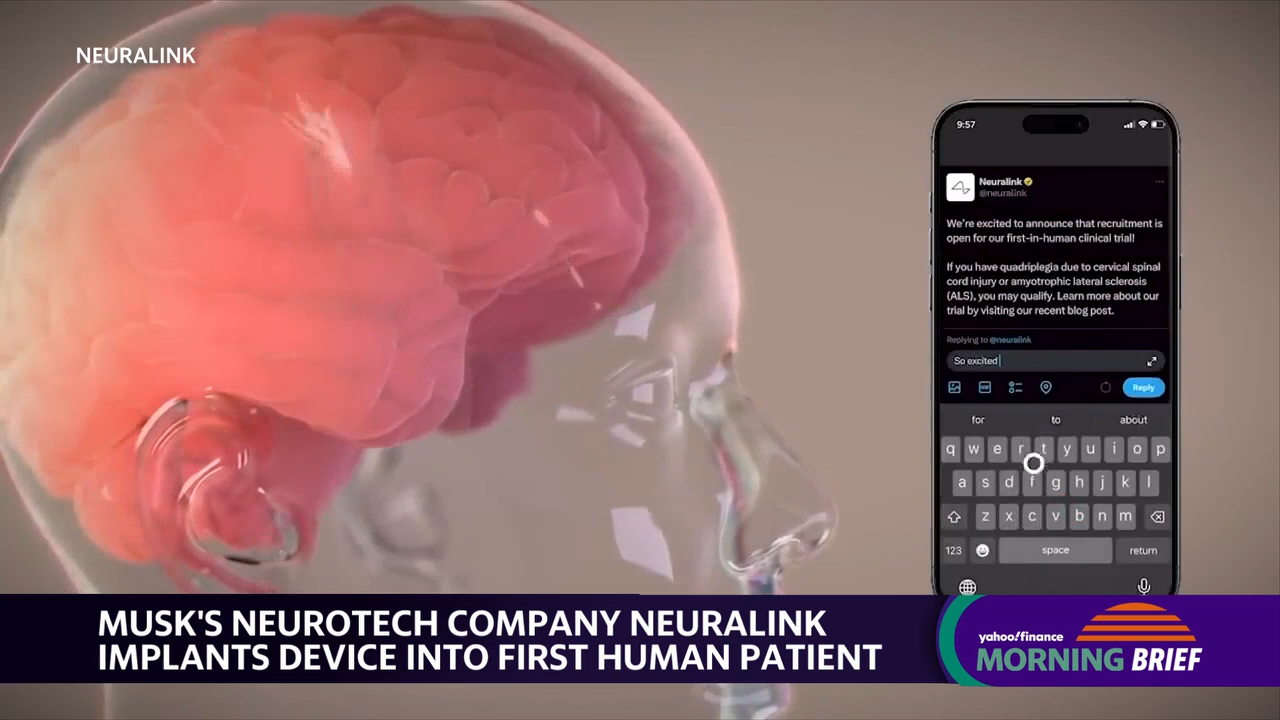 NEURALINK
9:57
Neuralink
@neuralink
We're excited to announce that recruitment is
open for our first-in-human clinical trial!
If you have quadriplegia due to cervical spinal
cord injury or amyotrophic lateral sclerosis
(ALS), you may qualify. Learn more about our
trial by visiting our recent blog post.
Replying to @neuralink
So excited
GIF
Reply
for to about
q w e r t y u i o p
a s d f g h j k l
z x c v b n m
123 space return
MUSK'S NEUROTECH COMPANY NEURALINK
IMPLANTS DEVICE INTO FIRST HUMAN PATIENT
yahoo!finance
MORNING BRIEF